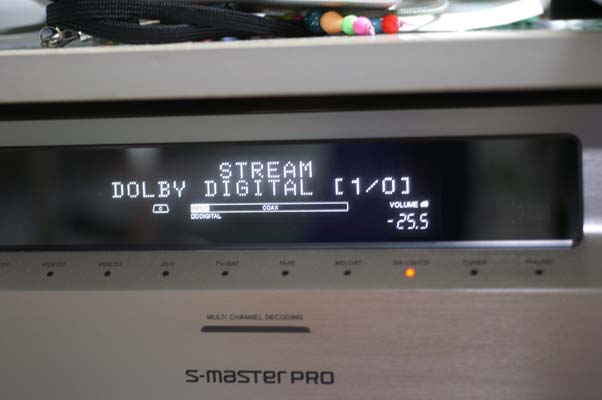 STREAM
DOLBY DIGITAL [1/0]
C INPUT COAX VOLUME dB
DIGITAL -25.5
VIDEO2 VIDEO1 DVD TV/SAT TAPE MD/DAT SA-CD/CD TUNER PHONO
MULTI CHANNEL DECODING
S-MASTER PRO